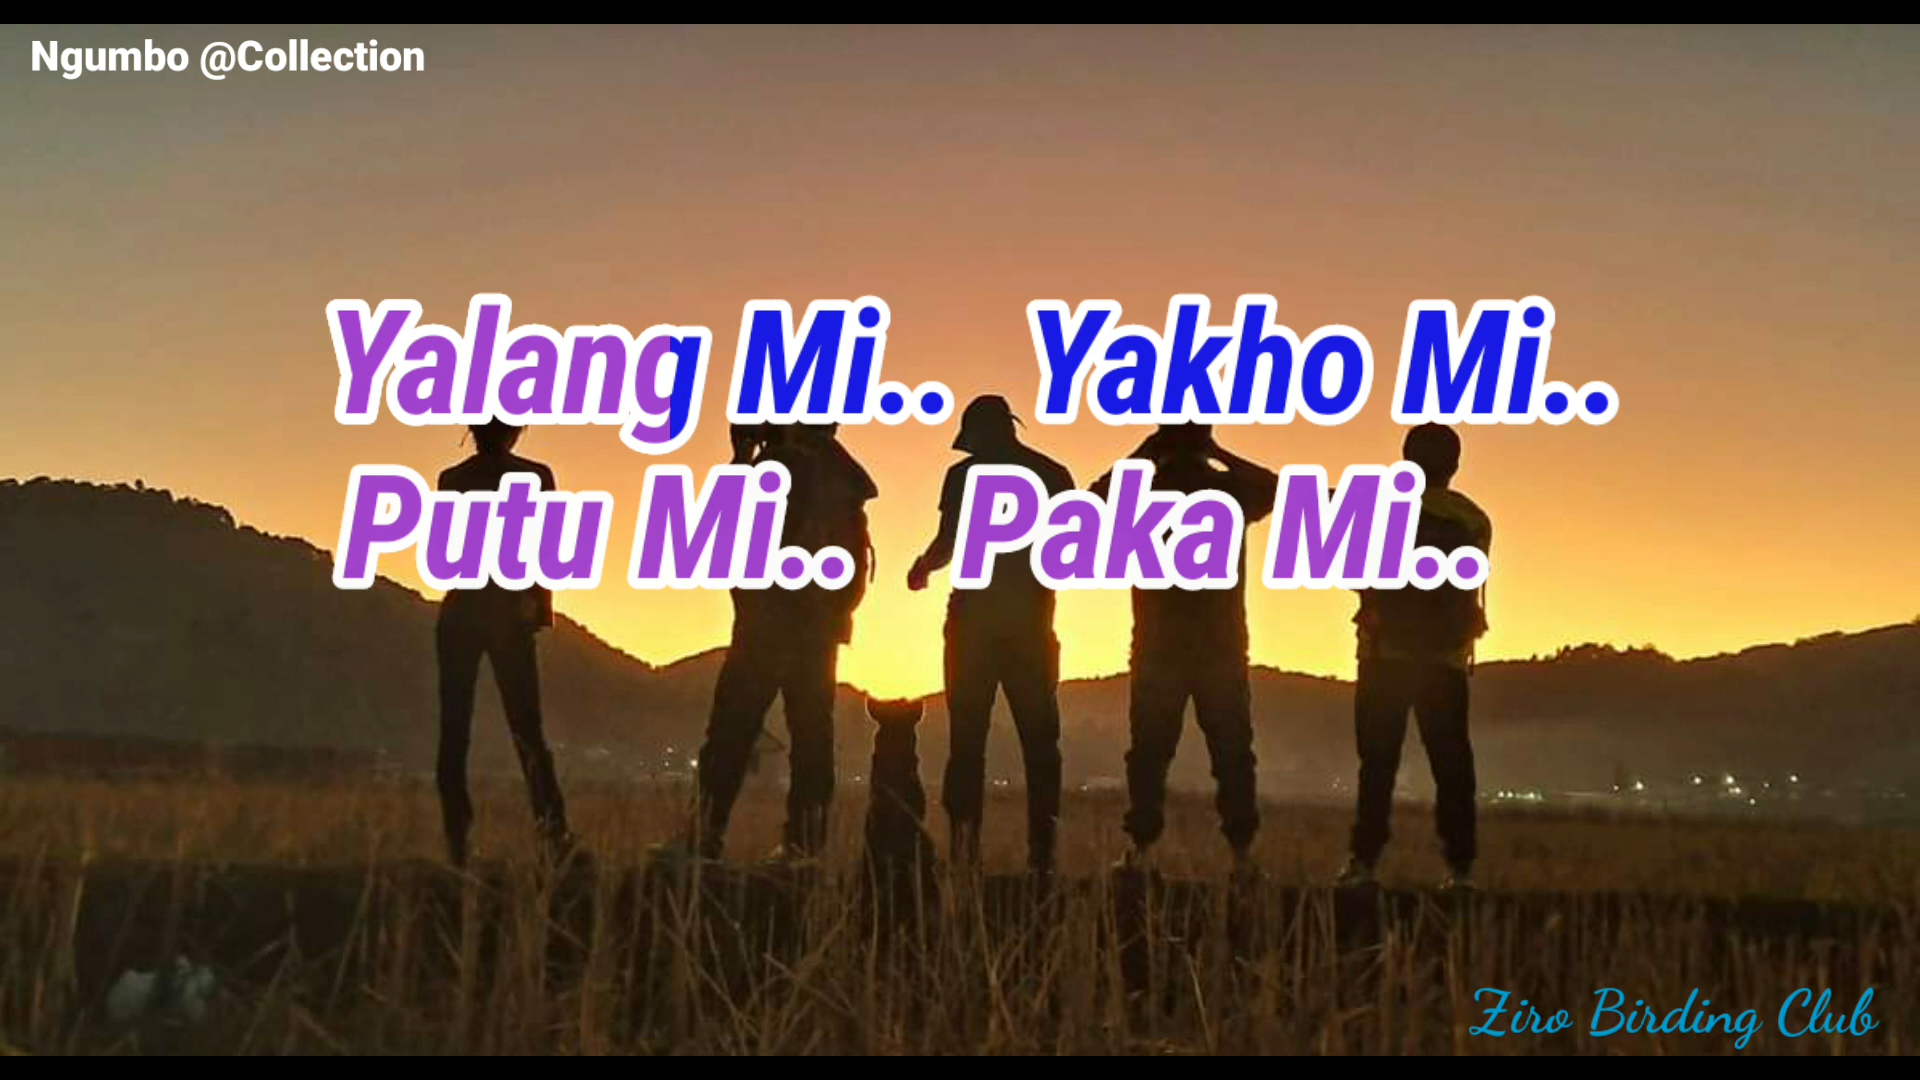 Ngumbo @Collection
Yalang Mi.. Yakho Mi..
Putu Mi.. Paka Mi..
Ziro Birding Club